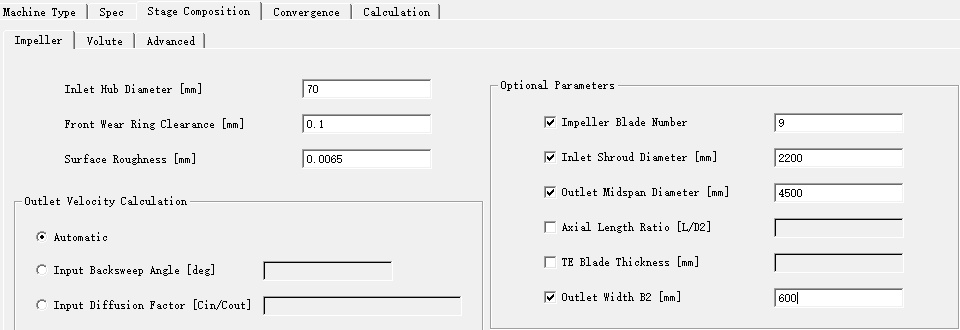 Machine Type Spec Stage Composition Convergence Calculation
Impeller Volute Advanced
Inlet Hub Diameter [mm] 70
Front Wear Ring Clearance [mm] 0.1
Surface Roughness [mm] 0.0065
Outlet Velocity Calculation
Automatic
Input Backsweep Angle [deg]
Input Diffusion Factor [Cin/Cout]
Optional Parameters
Impeller Blade Number 9
Inlet Shroud Diameter [mm] 2200
Outlet Midspan Diameter [mm] 4500
Axial Length Ratio [L/D2]
TE Blade Thickness [mm]
Outlet Width B2 [mm] 600